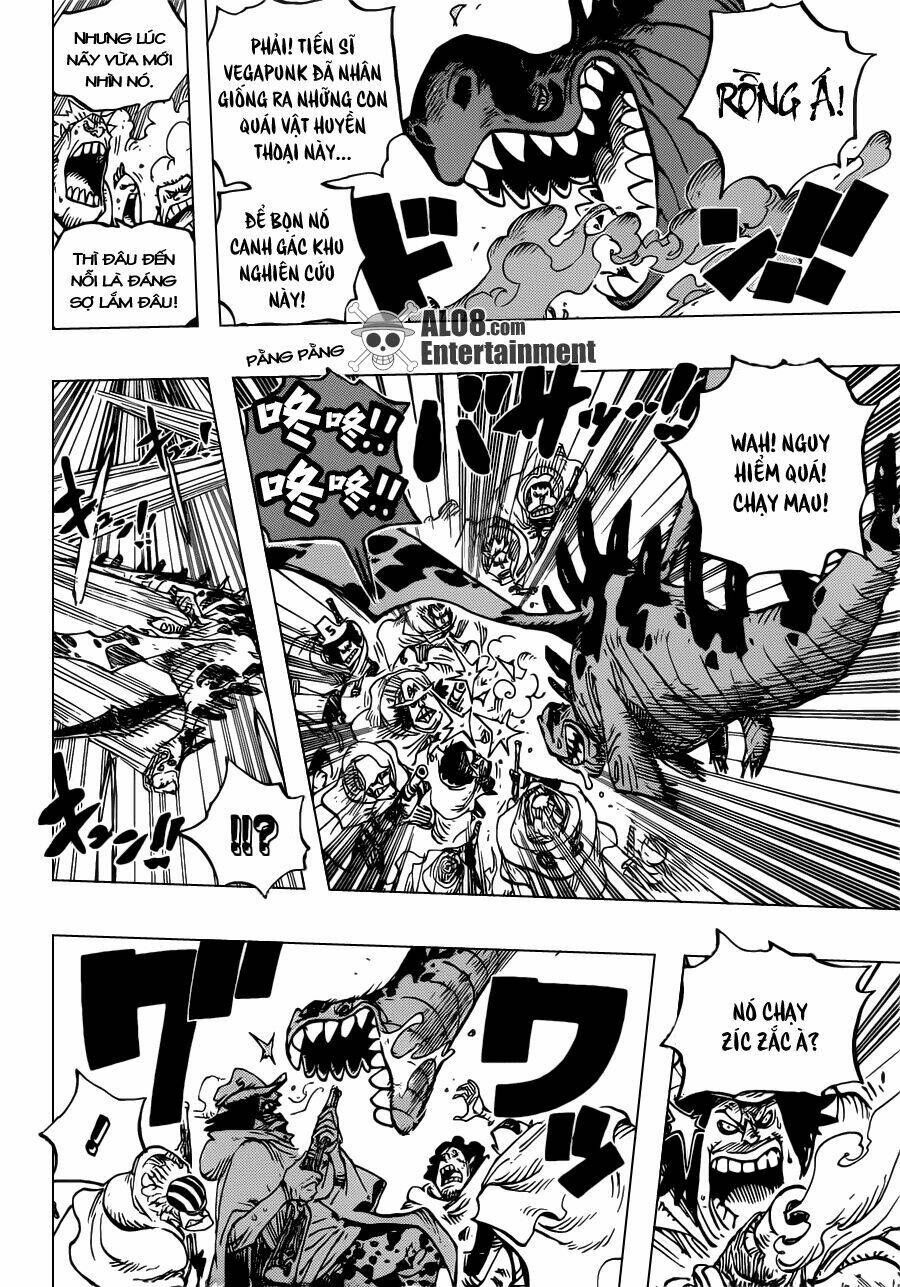 RỒNG Á!
PHẢI! TIẾN SĨ
VEGAPUNK ĐÃ NHÂN
GIỐNG RA NHỮNG CON
QUÁI VẬT HUYỀN
THOẠI NÀY...
ĐỂ BỌN NÓ
CANH GÁC KHU
NGHIÊN CỨU
NÀY!
ドド!!!
NHƯNG LÚC
NÃY VỪA MỚI
NHÌN NÓ.
THÌ ĐÂU ĐẾN
NỖI LÀ ĐÁNG
SỢ LẮM ĐÂU!
AL08.com
Entertainment
PẰNG PẰNG
WAH! NGUY
HIỂM QUÁ!
CHẠY MAU!
バサッ!!
咚咚!!
咚咚!!
キュン!
キュン!!
キュン!!
!!?
NÓ CHẠY
ZÍC ZẮC À?
ワワ
!